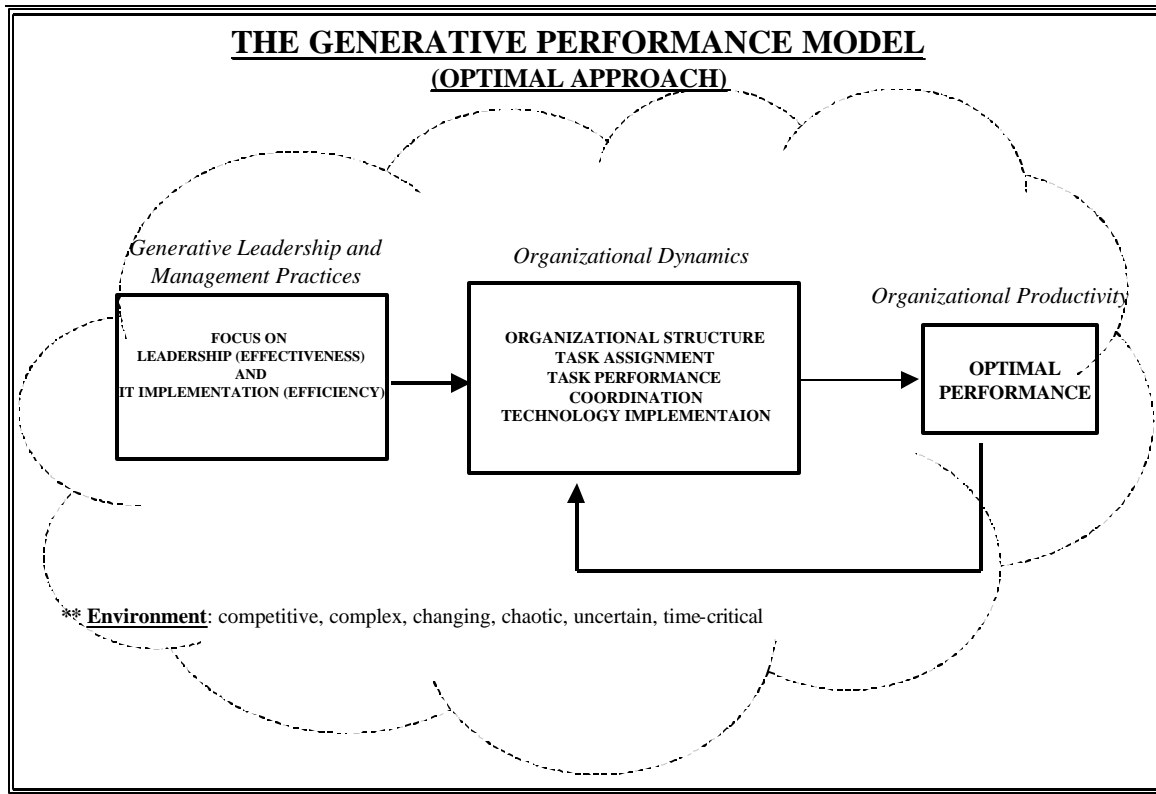 THE GENERATIVE PERFORMANCE MODEL
(OPTIMAL APPROACH)
Generative Leadership and
Management Practices
FOCUS ON
LEADERSHIP (EFFECTIVENESS)
AND
IT IMPLEMENTATION (EFFICIENCY)
Organizational Dynamics
ORGANIZATIONAL STRUCTURE
TASK ASSIGNMENT
TASK PERFORMANCE
COORDINATION
TECHNOLOGY IMPLEMENTAION
Organizational Productivity
OPTIMAL
PERFORMANCE
** Environment: competitive, complex, changing, chaotic, uncertain, time-critical